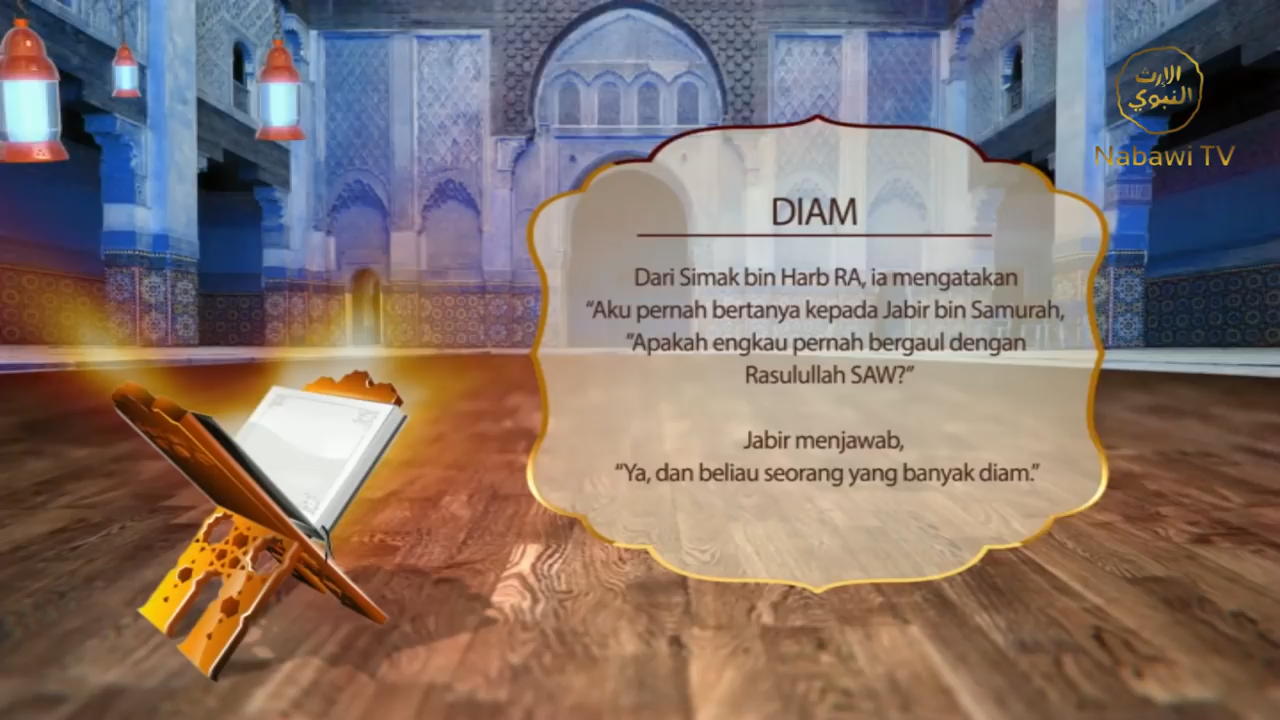 الإرث
النبوي
Nabawi TV
DIAM
Dari Simak bin Harb RA, ia mengatakan
“Aku pernah bertanya kepada Jabir bin Samurah,
“Apakah engkau pernah bergaul dengan
Rasulullah SAW?”
Jabir menjawab,
“Ya, dan beliau seorang yang banyak diam.”